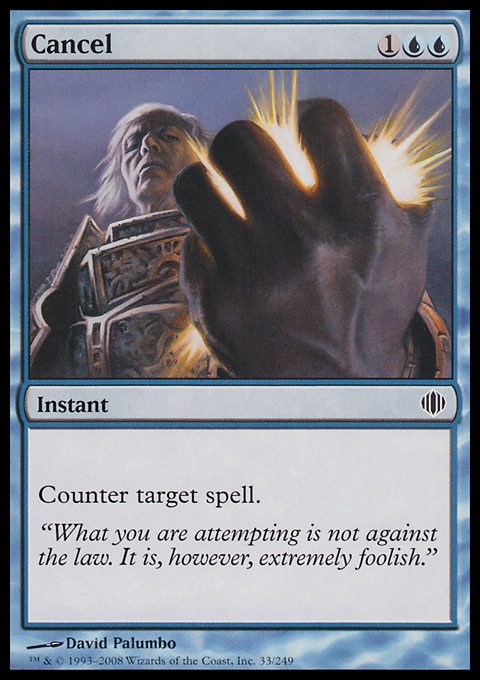 Cancel 1
Instant
Counter target spell.
“What you are attempting is not against
the law. It is, however, extremely foolish.”
David Palumbo
™ & © 1993–2008 Wizards of the Coast, Inc. 33/249